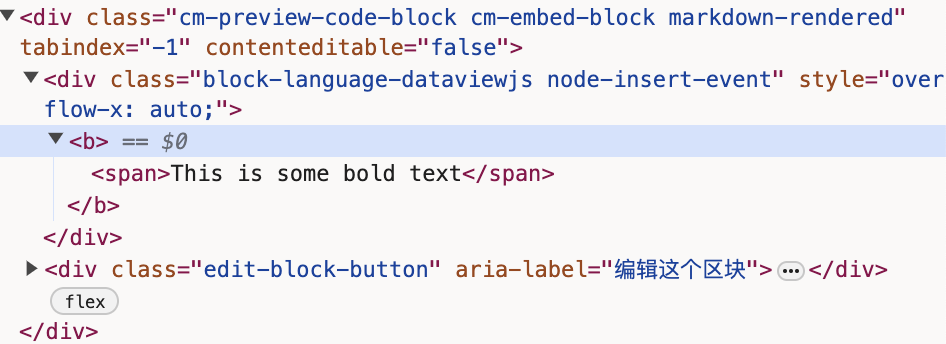 <div class="cm-preview-code-block cm-embed-block markdown-rendered"
tabindex="-1" contenteditable="false">
<div class="block-language-dataviewjs node-insert-event" style="over
flow-x: auto;">
<b> == $0
<span>This is some bold text</span>
</b>
</div>
<div class="edit-block-button" aria-label="编辑这个区块">•••</div>
flex
</div>